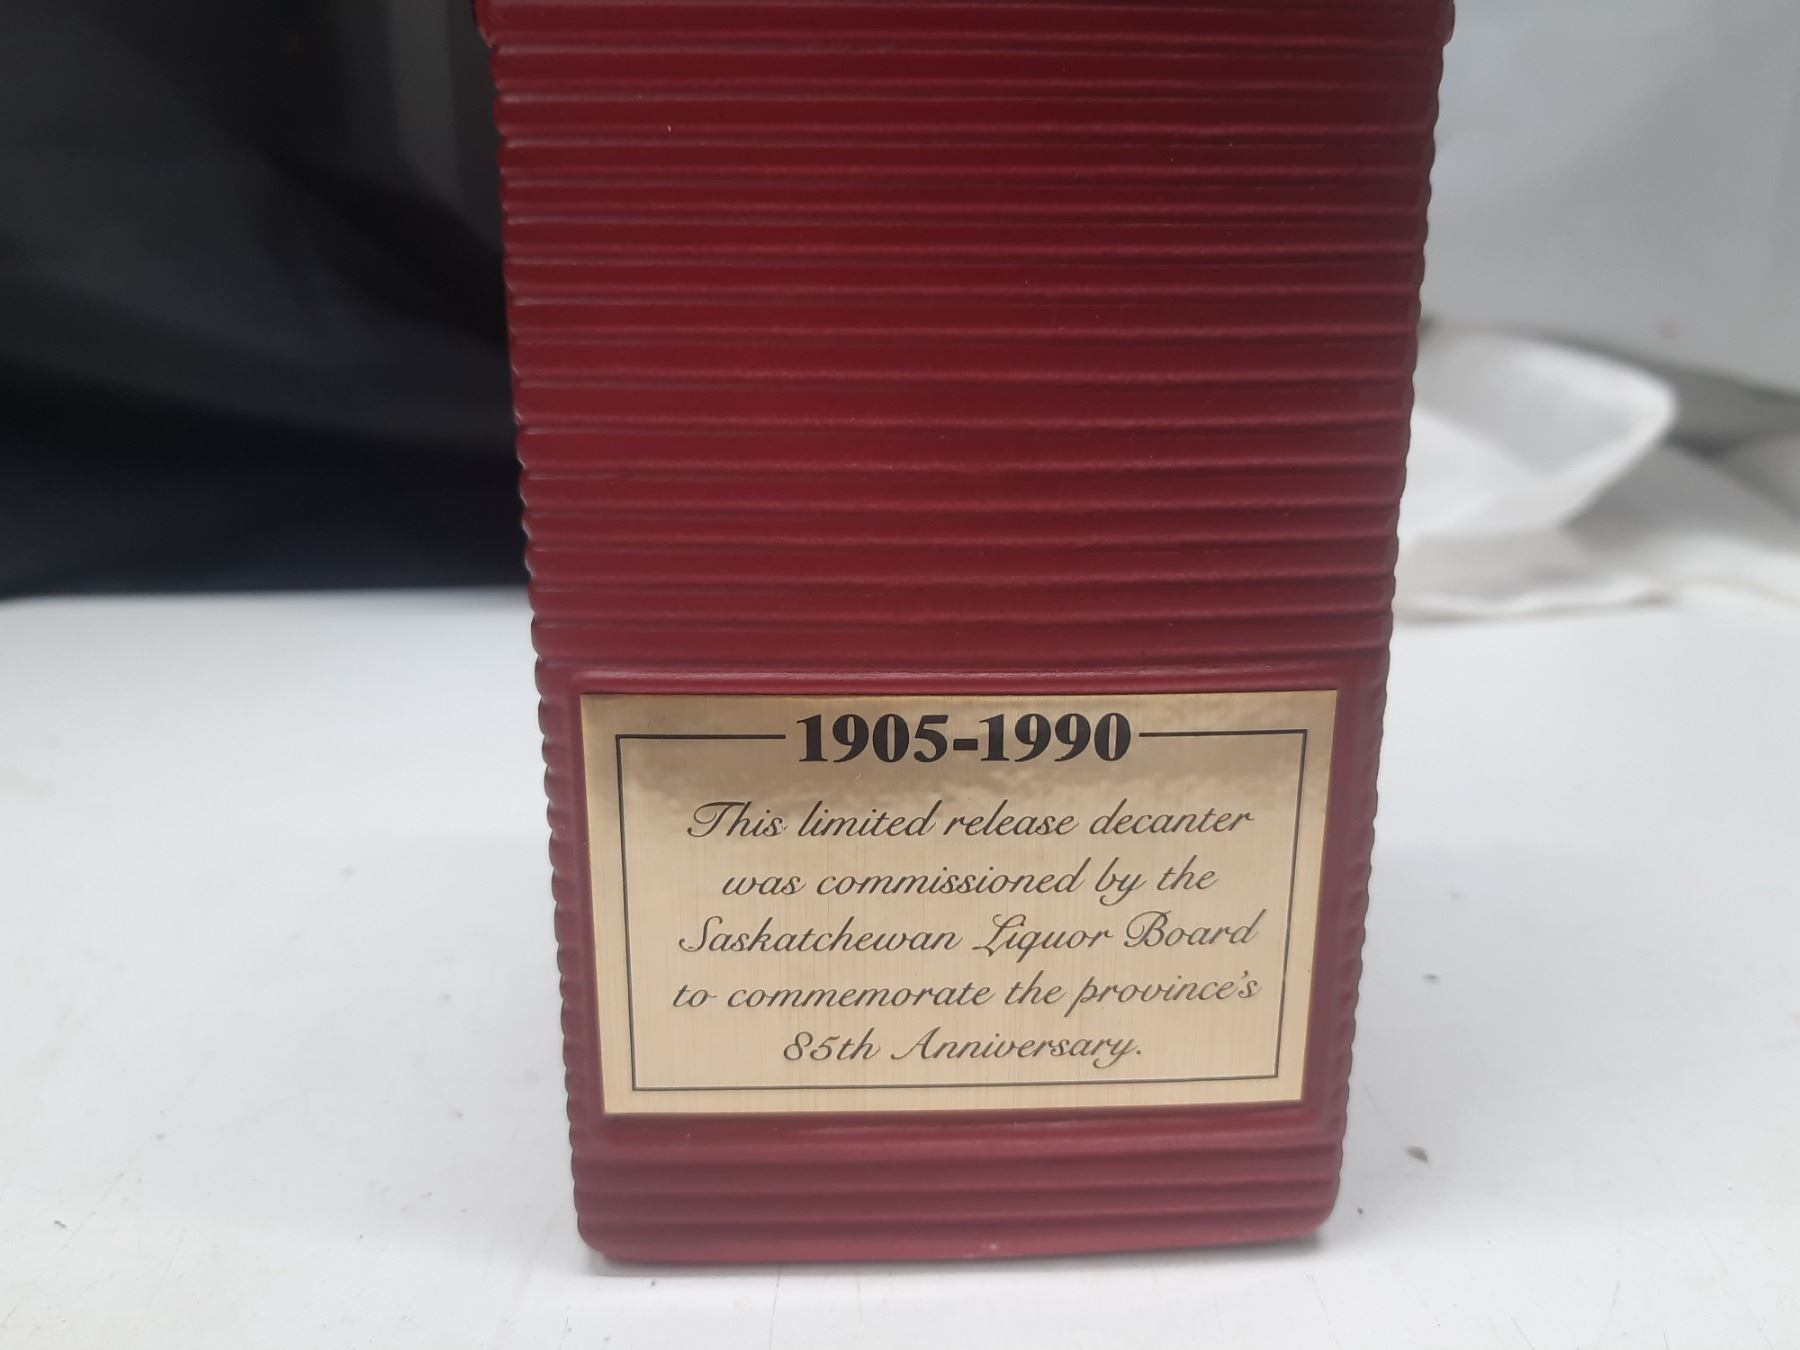 1905-1990
This limited release decanter
was commissioned by the
Saskatchewan Liquor Board
to commemorate the province's
85th Anniversary.